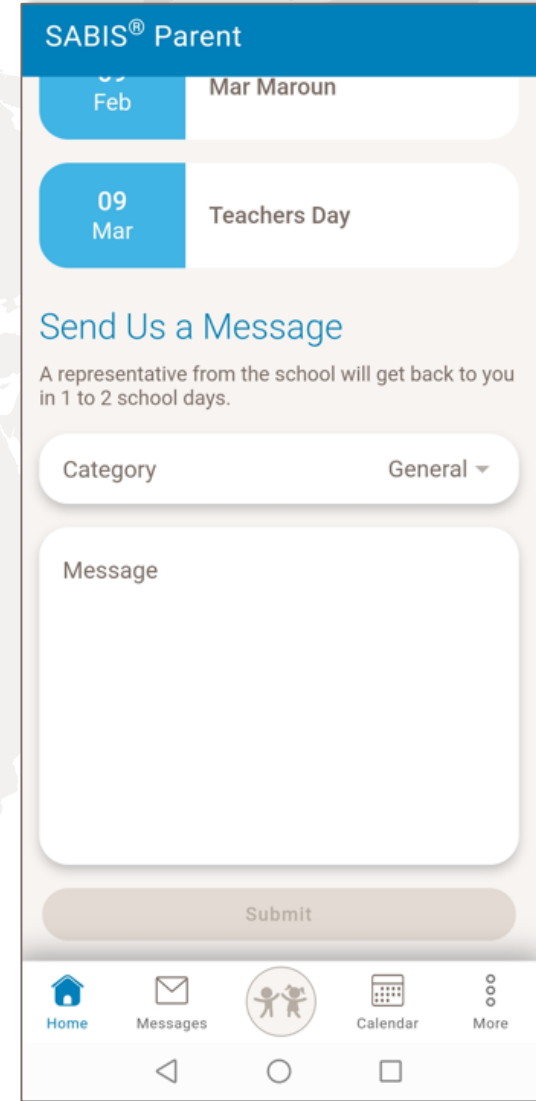 SABIS® Parent
09
Feb
Mar Maroun
09
Mar
Teachers Day
Send Us a Message
A representative from the school will get back to you
in 1 to 2 school days.
Category
General
Message
Submit
Home
Messages
Calendar
More